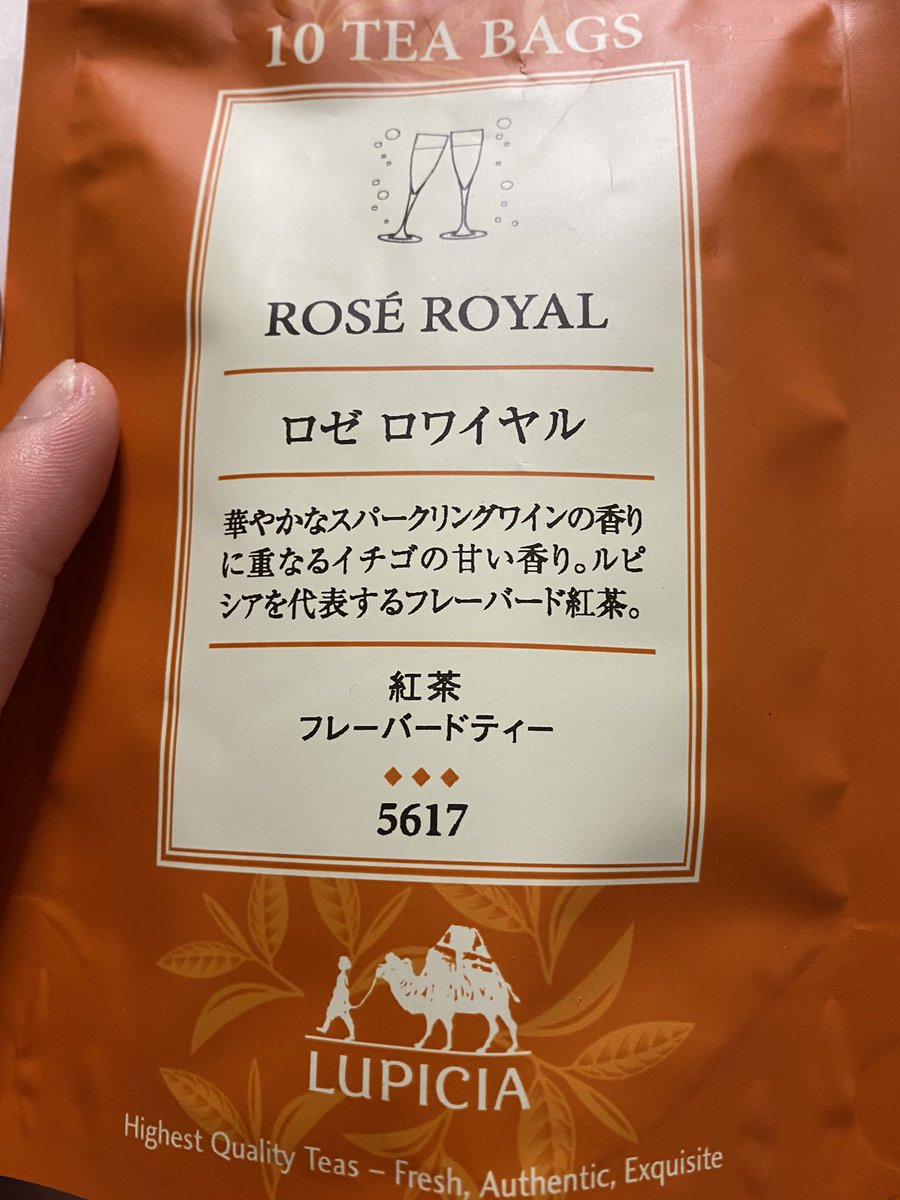 10 TEA BAGS
ROSÉ ROYAL
ロゼ ロワイヤル
華やかなスパークリングワインの香り
に重なるイチゴの甘い香り。ルピ
シアを代表するフレーバード紅茶。
紅茶
フレーバードティー
5617
LUPICIA
Highest Quality Teas – Fresh, Authentic, Exquisite